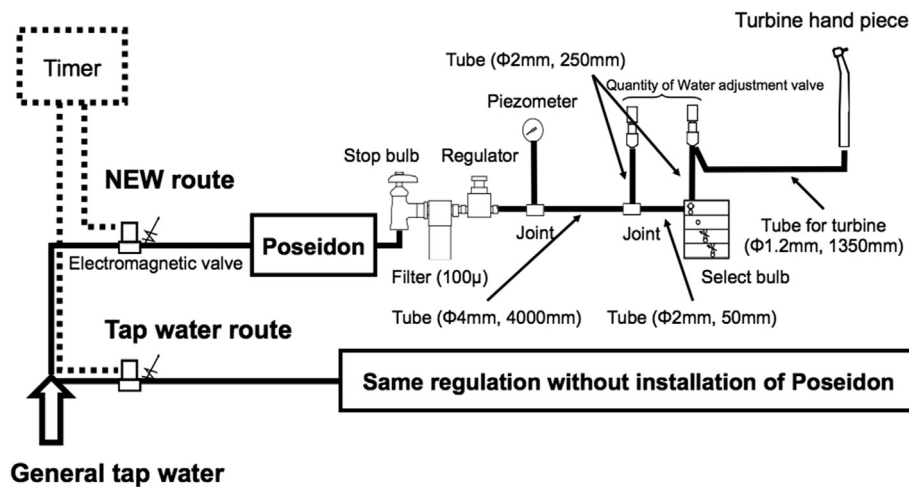 Turbine hand piece
Tube (Φ2mm, 250mm)
Timer
Quantity of Water adjustment valve
Piezometer
Stop bulb
Regulator
NEW route
Poseidon
Electromagnetic valve
Joint
Joint
Tube for turbine
(Φ1.2mm, 1350mm)
Filter (100μ)
Select bulb
Tube (Φ4mm, 4000mm)
Tube (Φ2mm, 50mm)
Tap water route
Same regulation without installation of Poseidon
General tap water